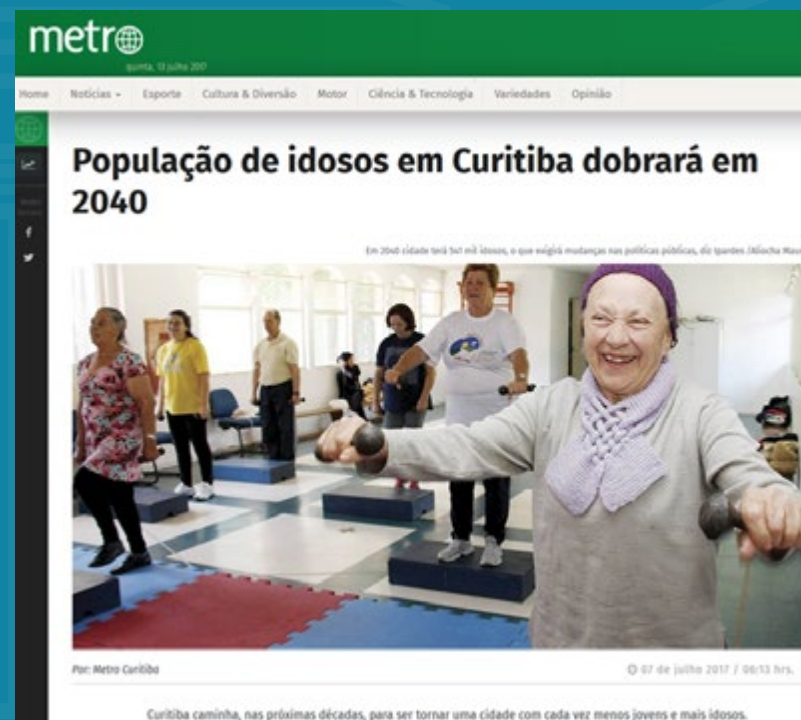 metro
quinta, 13 julho 2017
Home Notícias Esporte Cultura & Diversão Motor Ciência & Tecnologia Variedades Opinião
População de idosos em Curitiba dobrará em
2040
Em 2040 cidade terá 541 mil idosos, o que exigirá mudanças nas políticas públicas, diz Ipardes /Aliocha Maur
Por: Metro Curitiba
07 de julho 2017 / 06:13 hrs.
Curitiba caminha, nas próximas décadas, para ser tornar uma cidade com cada vez menos jovens e mais idosos.